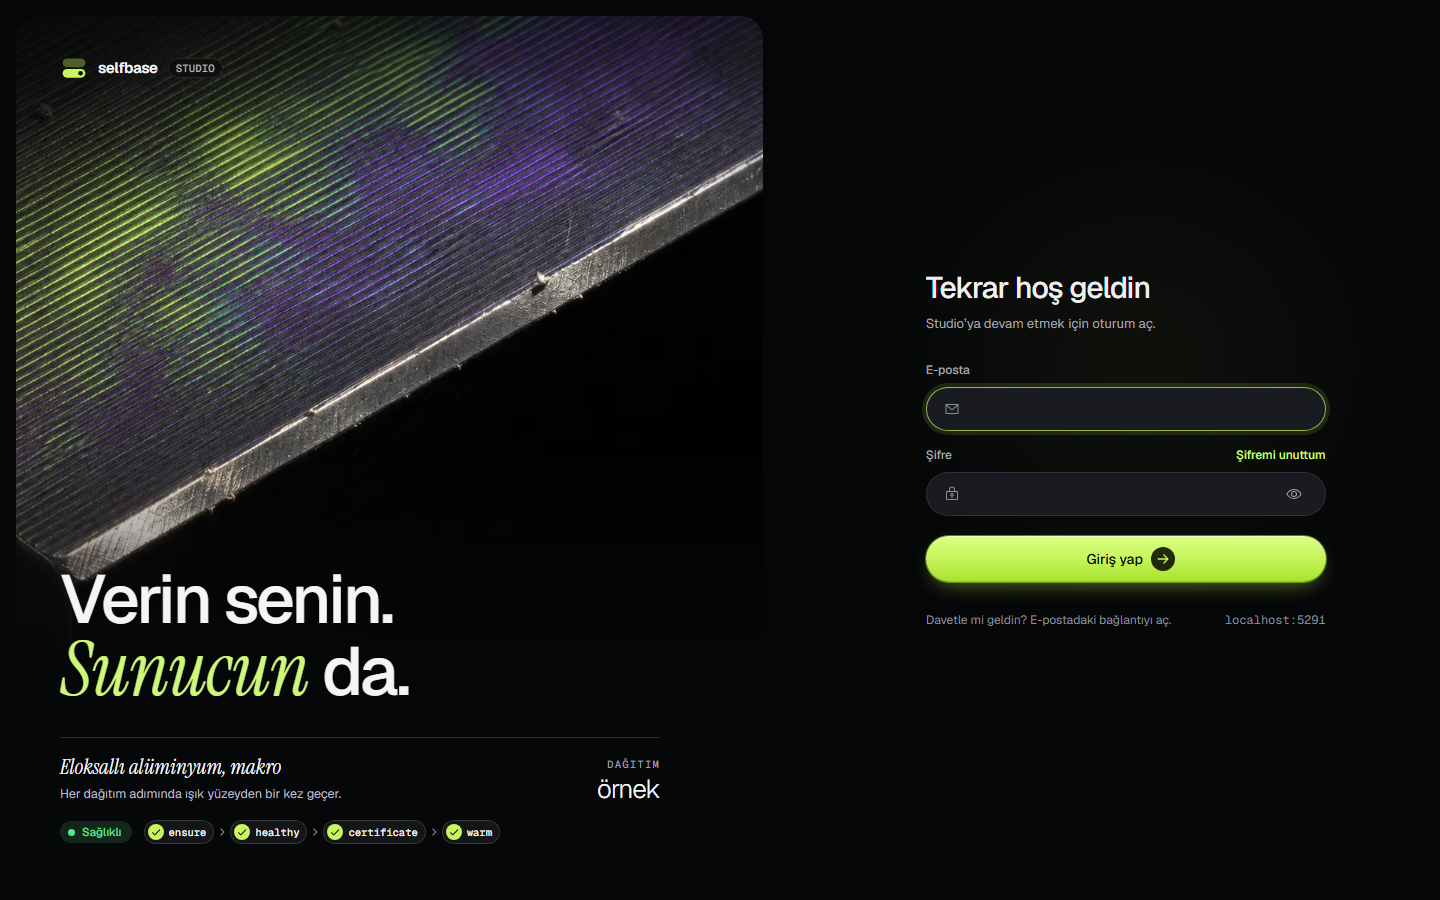 selfbase STUDIO
Verin senin.
Sunucun da.
Eloksallı alüminyum, makro
Her dağıtım adımında ışık yüzeyden bir kez geçer.
DAĞITIM
örnek
Sağlıklı ensure healthy certificate warm
Tekrar hoş geldin
Studio'ya devam etmek için oturum aç.
E-posta
Şifre Şifremi unuttum
Giriş yap
Davetle mi geldin? E-postadaki bağlantıyı aç. localhost:5291